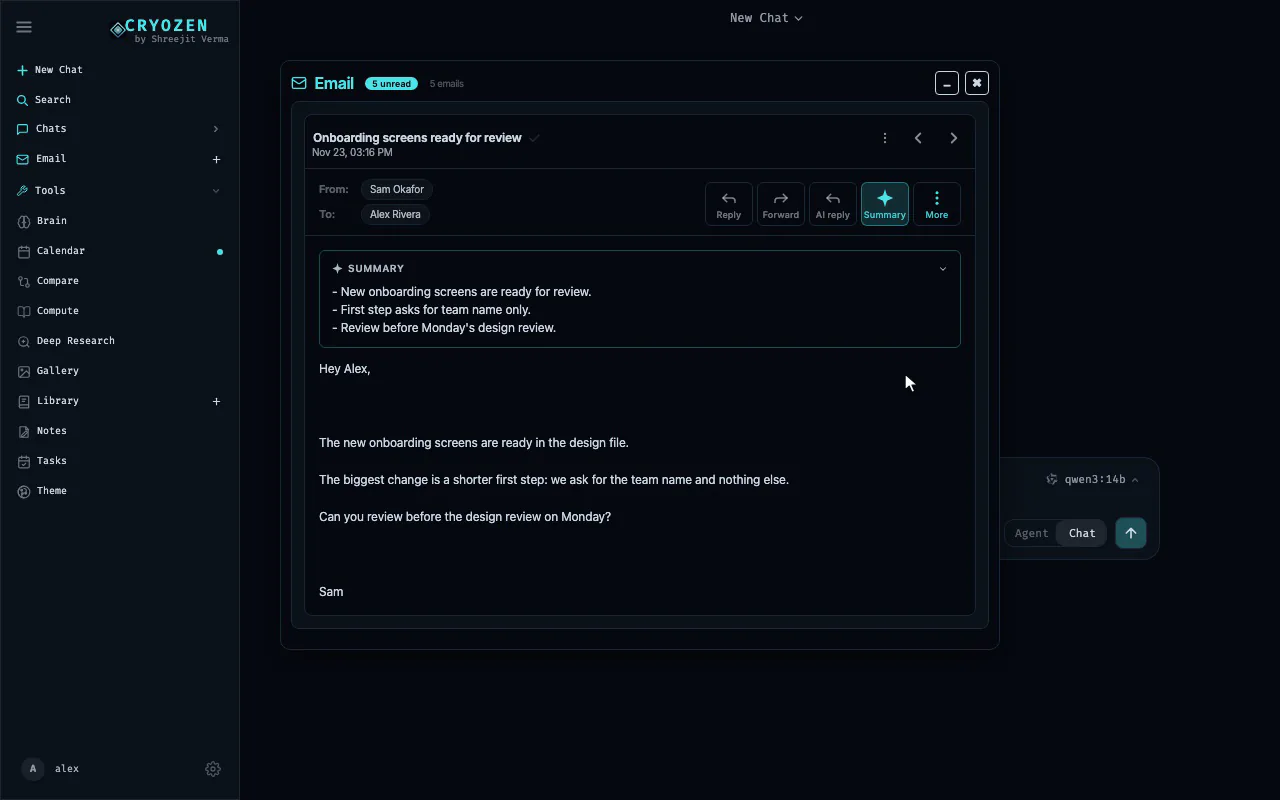 CRYOZEN
by Shreejit Verma
New Chat
Search
Chats
Email
Tools
Brain
Calendar
Compare
Compute
Deep Research
Gallery
Library
Notes
Tasks
Theme
A alex
New Chat
Email 5 unread 5 emails
Onboarding screens ready for review
Nov 23, 03:16 PM
From: Sam Okafor
To: Alex Rivera
Reply Forward AI reply Summary More
SUMMARY
- New onboarding screens are ready for review.
- First step asks for team name only.
- Review before Monday's design review.
Hey Alex,
The new onboarding screens are ready in the design file.
The biggest change is a shorter first step: we ask for the team name and nothing else.
Can you review before the design review on Monday?
Sam
qwen3:14b
Agent Chat